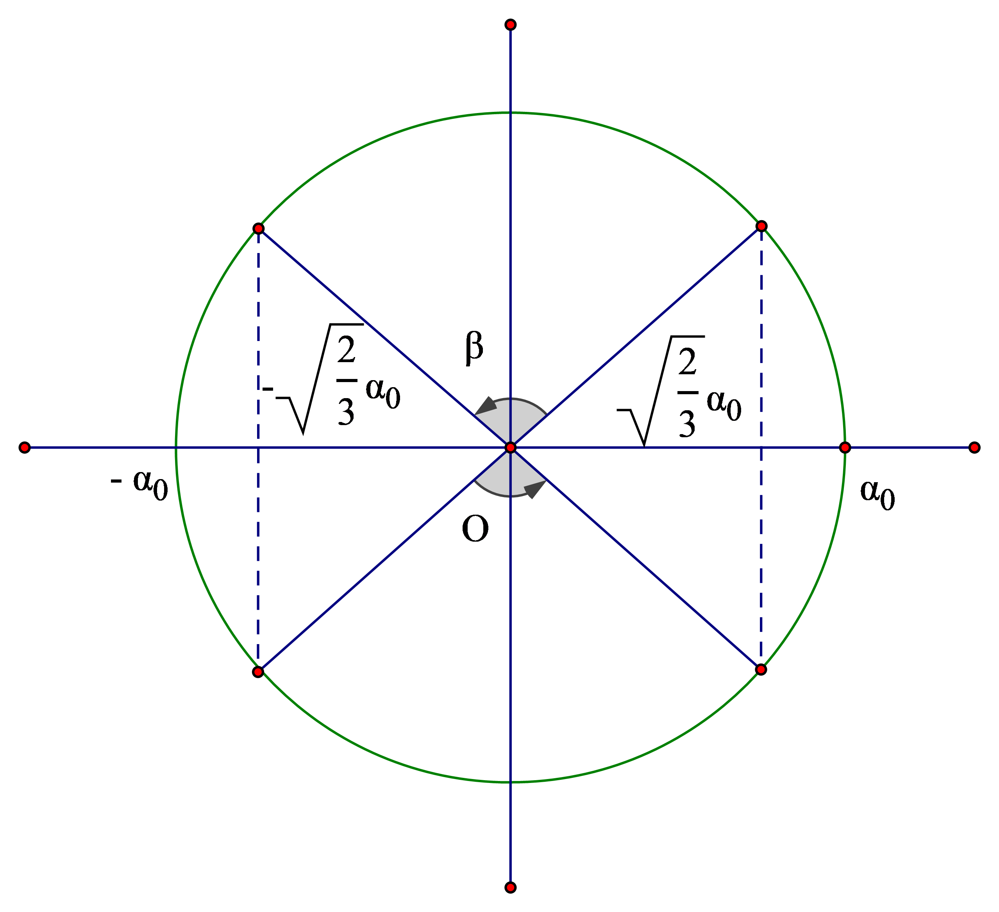 β
-√(2/3) α₀
√(2/3) α₀
- α₀
α₀
O